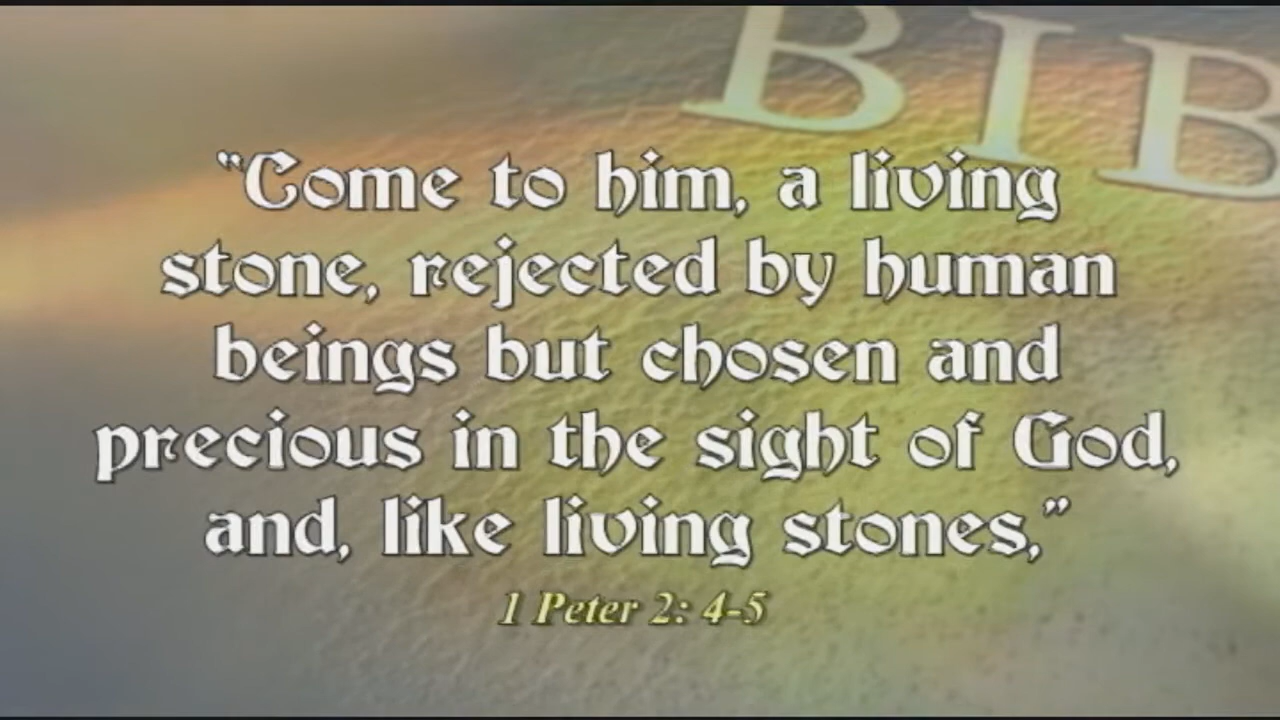 BIB
“Come to him, a living
stone, rejected by human
beings but chosen and
precious in the sight of God,
and, like living stones,”
1 Peter 2: 4-5